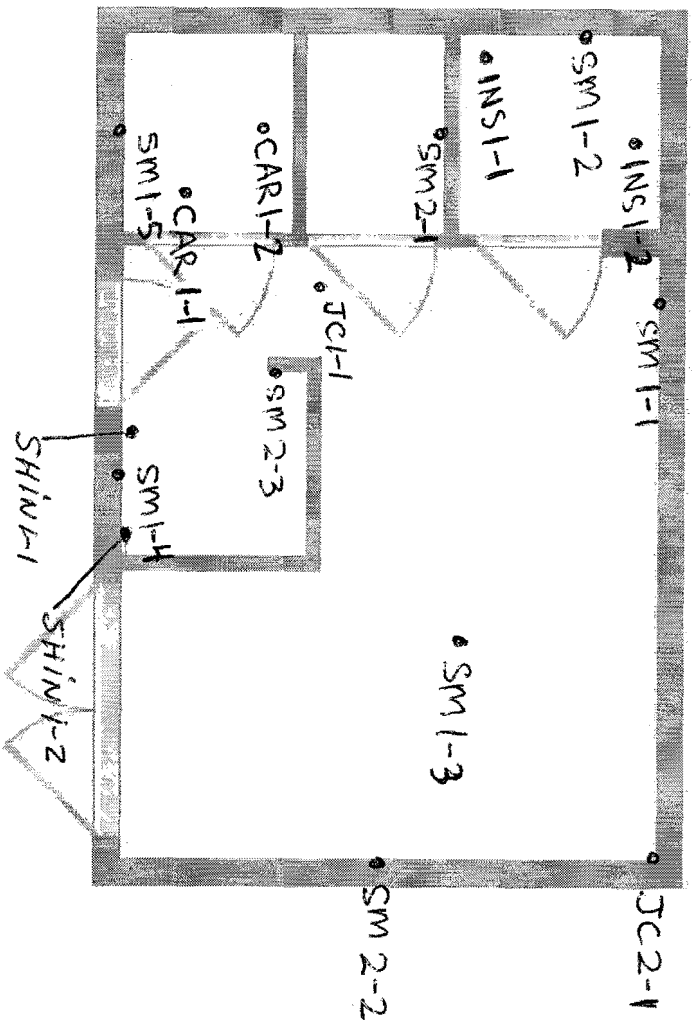 INS1-2
SM1-2
INS1-1
SM2-1
CAR1-2
CAR1-1
SM1-5
SM1-1
JC1-1
SM2-3
SM1-4
SHIN1-1
SHIN1-2
SM1-3
JC2-1
SM2-2